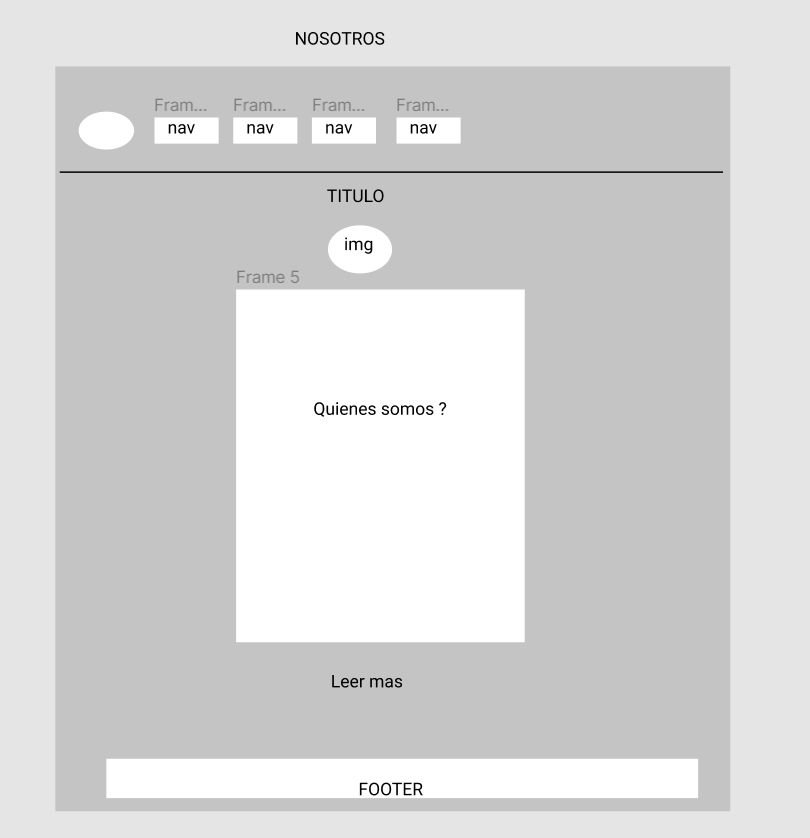 NOSOTROS
Fram... Fram... Fram... Fram...
nav nav nav nav
TITULO
img
Frame 5
Quienes somos ?
Leer mas
FOOTER